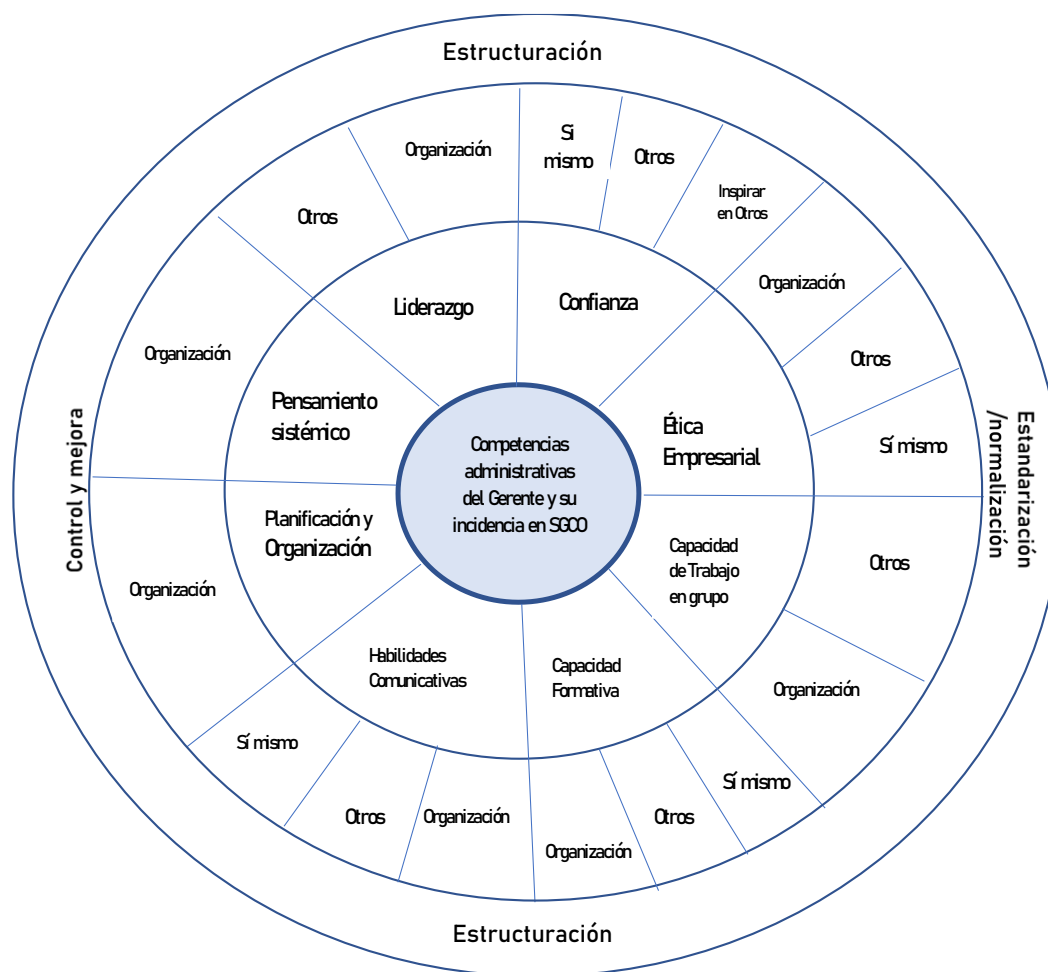 Estructuración
Organización
Sí
mismo
Otros
Inspirar
en Otros
Otros
Organización
Liderazgo
Confianza
Organización
Otros
Pensamiento
sistémico
Ética
Empresarial
Sí mismo
Control y mejora
Competencias
administrativas
del Gerente y su
incidencia en SGCO
Estandarización
/normalización
Planificación y
Organización
Capacidad
de Trabajo
en grupo
Otros
Organización
Habilidades
Comunicativas
Capacidad
Formativa
Organización
Sí mismo
Otros
Organización
Organización
Otros
Sí mismo
Estructuración